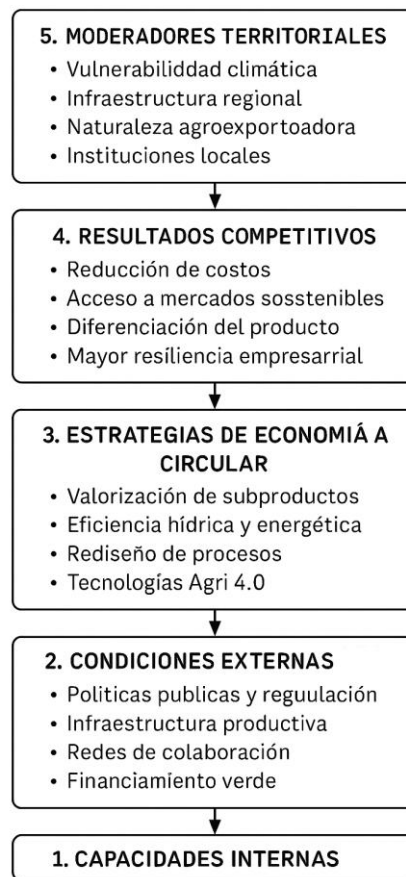 5. MODERADORES TERRITORIALES
• Vulnerabiliddad climática
• Infraestructura regional
• Naturaleza agroexportoadora
• Instituciones locales
4. RESULTADOS COMPETITIVOS
• Reducción de costos
• Acceso a mercados sosstenibles
• Diferenciación del producto
• Mayor resíliencia empresarrial
3. ESTRATEGIAS DE ECONOMIÁ A
CIRCULAR
• Valorización de subproductos
• Eficiencia hídrica y energética
• Rediseño de procesos
• Tecnologías Agri 4.0
2. CONDICIONES EXTERNAS
• Politicas publicas y reguulación
• Infraestructura productiva
• Redes de colaboración
• Financiamiento verde
1. CAPACIDADES INTERNAS